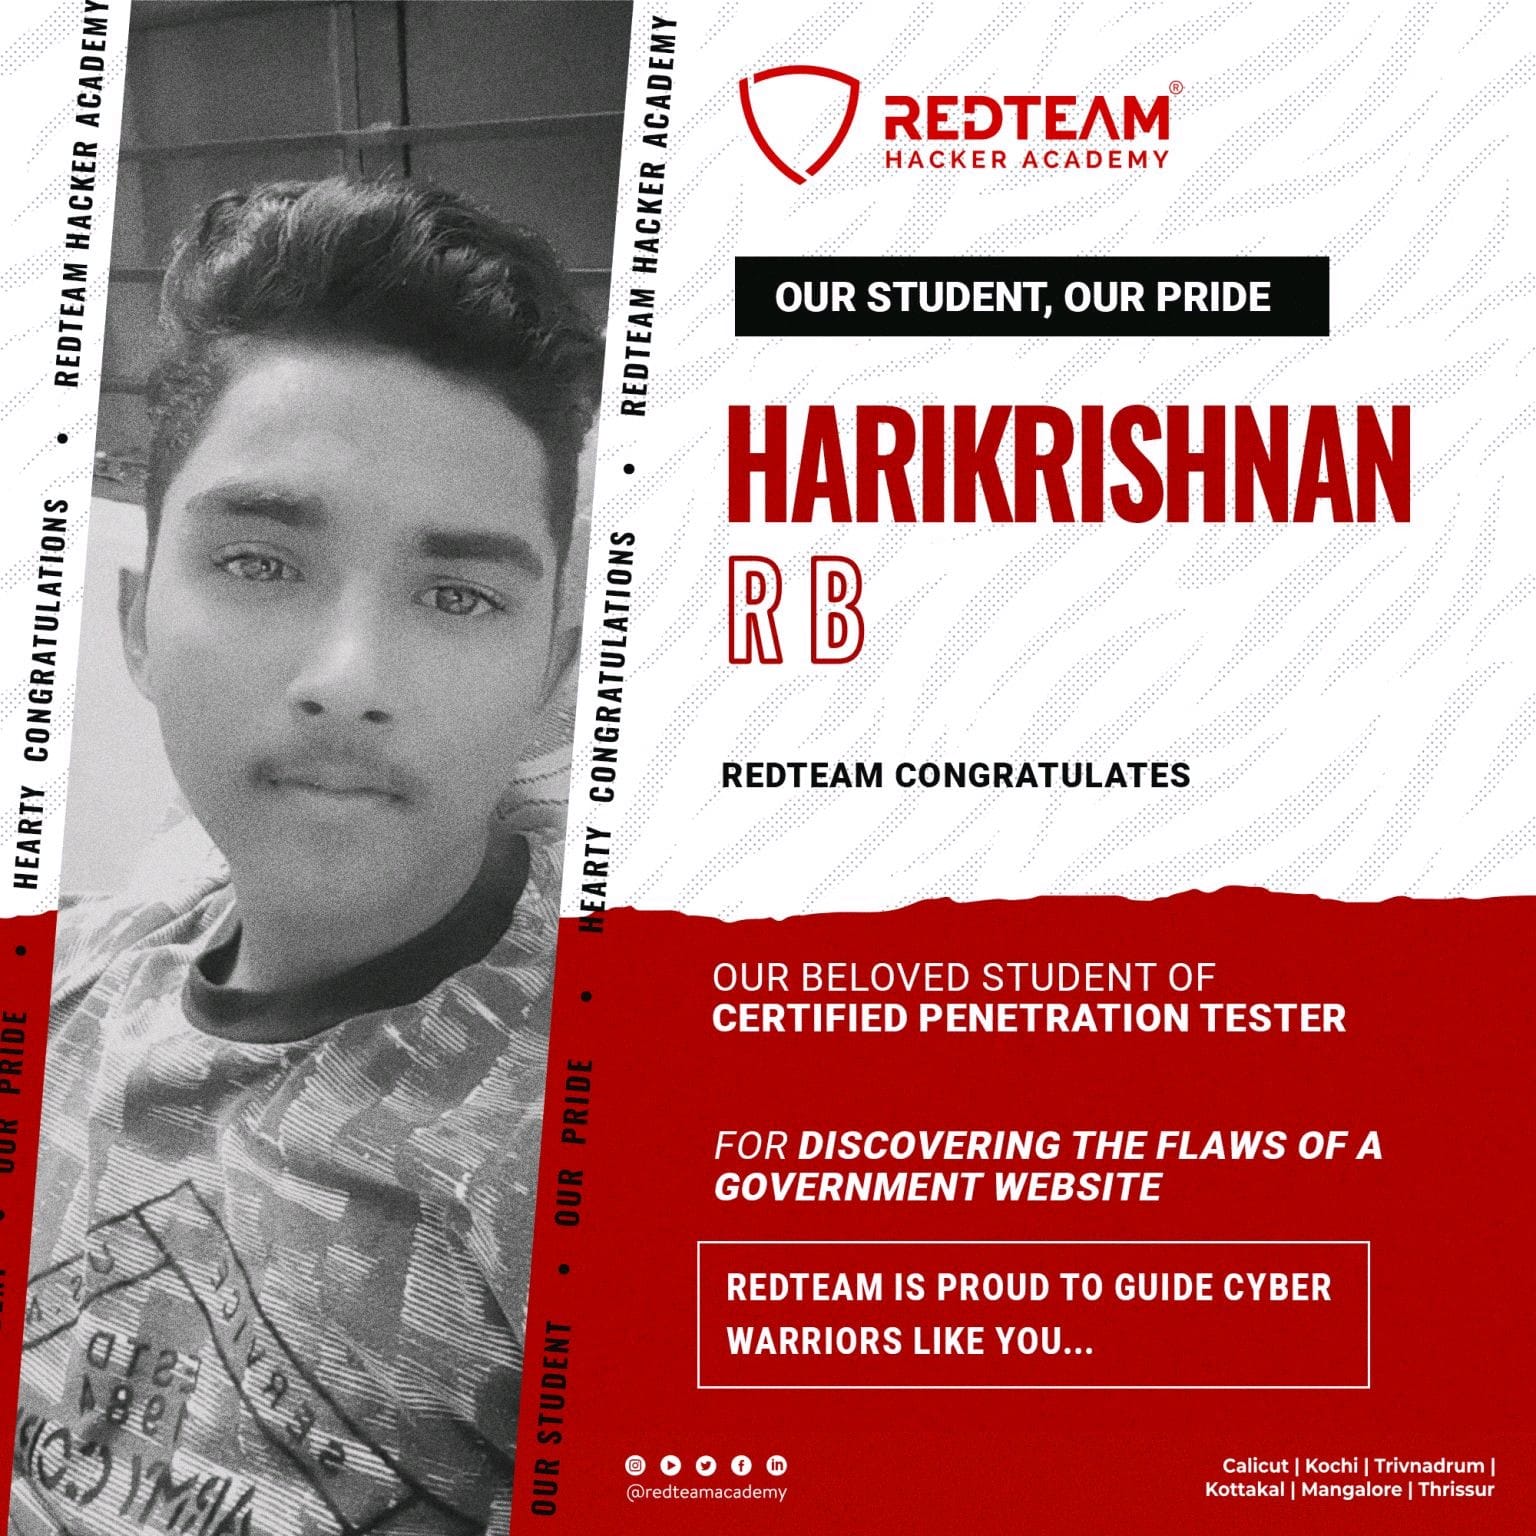 REDTEAM®
HACKER ACADEMY
OUR STUDENT, OUR PRIDE
HARIKRISHNAN
R B
REDTEAM CONGRATULATES
OUR BELOVED STUDENT OF
CERTIFIED PENETRATION TESTER
FOR DISCOVERING THE FLAWS OF A
GOVERNMENT WEBSITE
REDTEAM IS PROUD TO GUIDE CYBER
WARRIORS LIKE YOU...
@redteamacademy
Calicut | Kochi | Trivnadrum |
Kottakal | Mangalore | Thrissur
OUR PRIDE • HEARTY CONGRATULATIONS • REDTEAM HACKER ACADEMY
OUR STUDENT • OUR PRIDE • HEARTY CONGRATULATIONS • REDTEAM HACKER ACADEMY
ESTD
1984